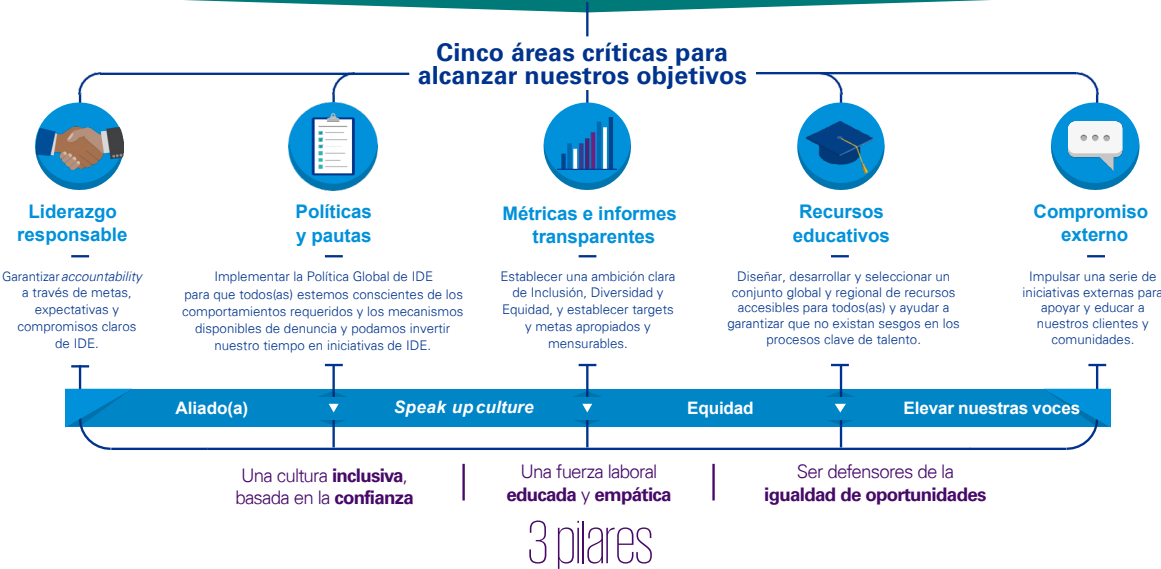 Cinco áreas críticas para
alcanzar nuestros objetivos
Liderazgo
responsable
Garantizar accountability
a través de metas,
expectativas y
compromisos claros
de IDE.
Políticas
y pautas
Implementar la Política Global de IDE
para que todos(as) estemos conscientes de los
comportamientos requeridos y los mecanismos
disponibles de denuncia y podamos invertir
nuestro tiempo en iniciativas de IDE.
Métricas e informes
transparentes
Establecer una ambición clara
de Inclusión, Diversidad y
Equidad, y establecer targets
y metas apropiados y
mensurables.
Recursos
educativos
Diseñar, desarrollar y seleccionar un
conjunto global y regional de recursos
accesibles para todos(as) y ayudar a
garantizar que no existan sesgos en los
procesos clave de talento.
Compromiso
externo
Impulsar una serie de
iniciativas externas para
apoyar y educar a
nuestros clientes y
comunidades.
Aliado(a)
Speak up culture
Equidad
Elevar nuestras voces
Una cultura inclusiva,
basada en la confianza
Una fuerza laboral
educada y empática
Ser defensores de la
igualdad de oportunidades
3 pilares